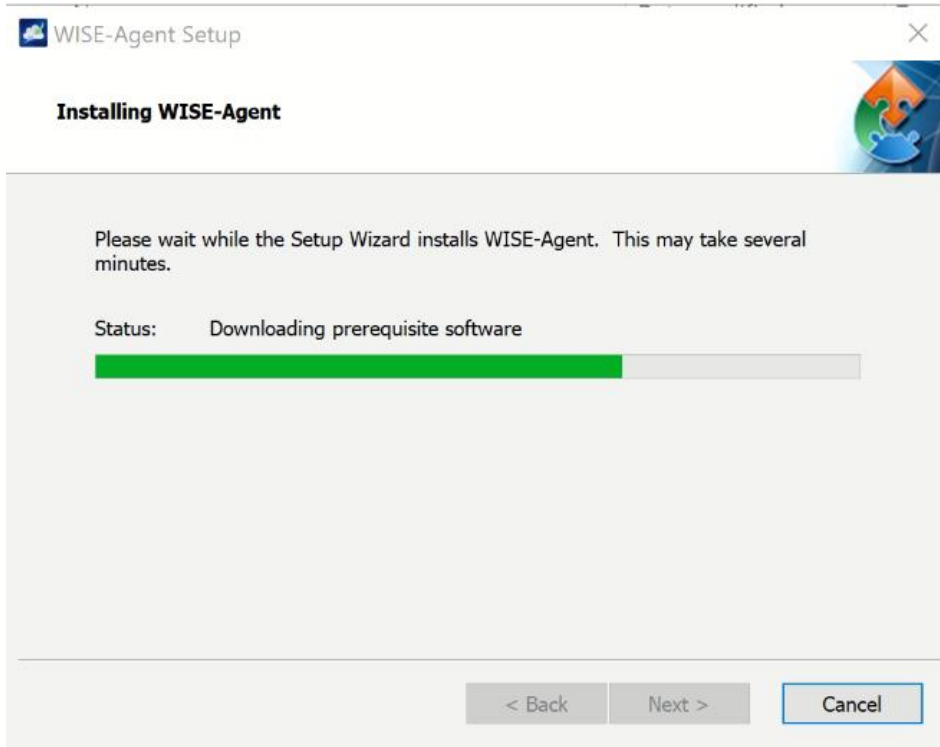 WISE-Agent Setup
Installing WISE-Agent
Please wait while the Setup Wizard installs WISE-Agent. This may take several
minutes.
Status: Downloading prerequisite software
< Back Next > Cancel